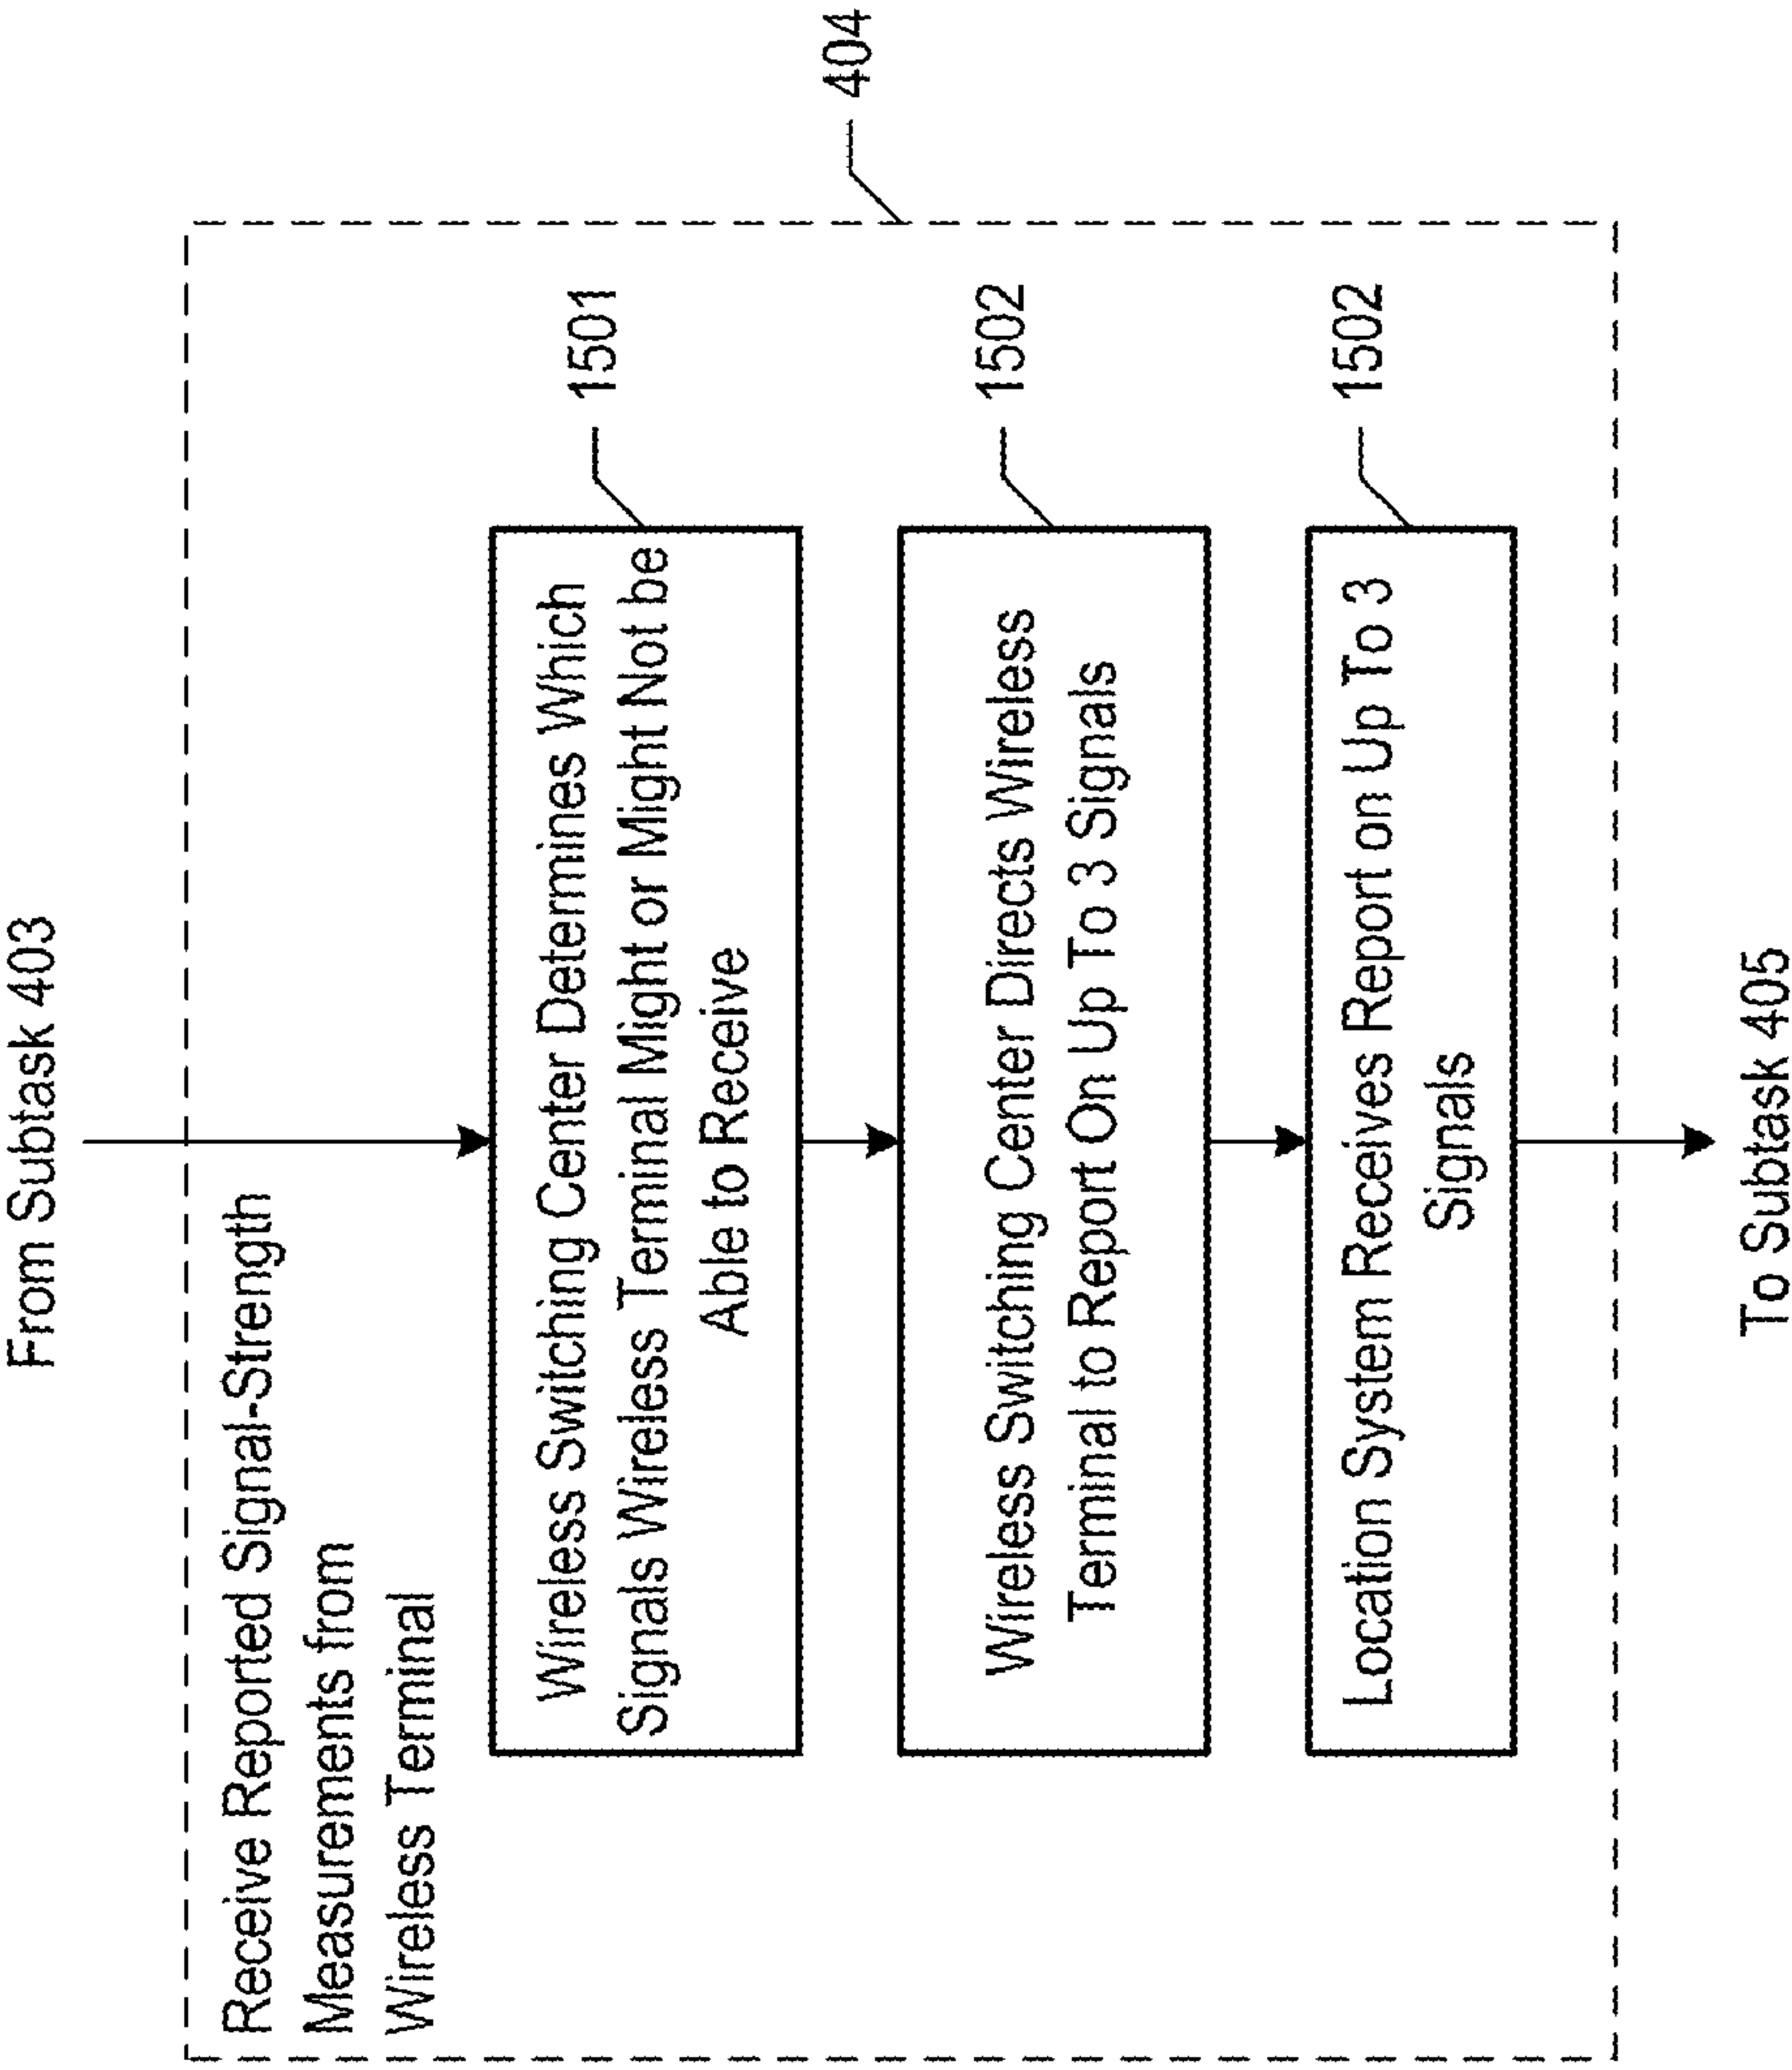 From Subtask 403
404
Receive Reported Signal-Strength
Measurements from
Wireless Terminal
1501
Wireless Switching Center Determines Which
Signals Wireless Terminal Might or Might Not be
Able to Receive
1502
Wireless Switching Center Directs Wireless
Terminal to Report On Up To 3 Signals
1502
Location System Receives Report on Up To 3
Signals
To Subtask 405